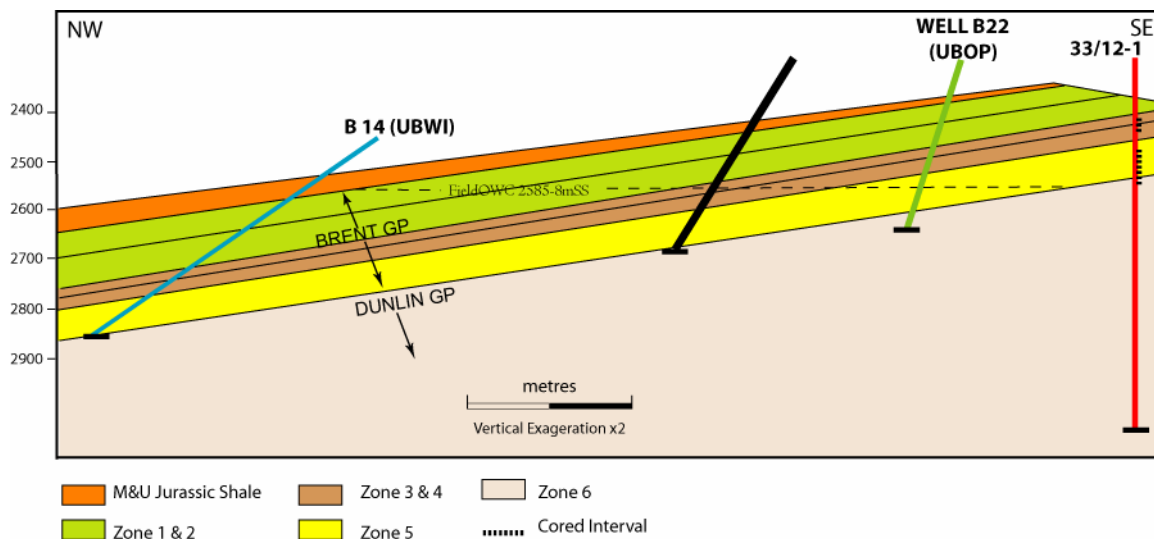 NW
WELL B22
(UBOP)
SE
33/12-1
B 14 (UBWI)
2400
2500
2600
2700
2800
2900
FieldOWC 2585-8mSS
BRENT GP
DUNLIN GP
metres
Vertical Exageration x2
M&U Jurassic Shale
Zone 3 & 4
Zone 6
Zone 1 & 2
Zone 5
Cored Interval